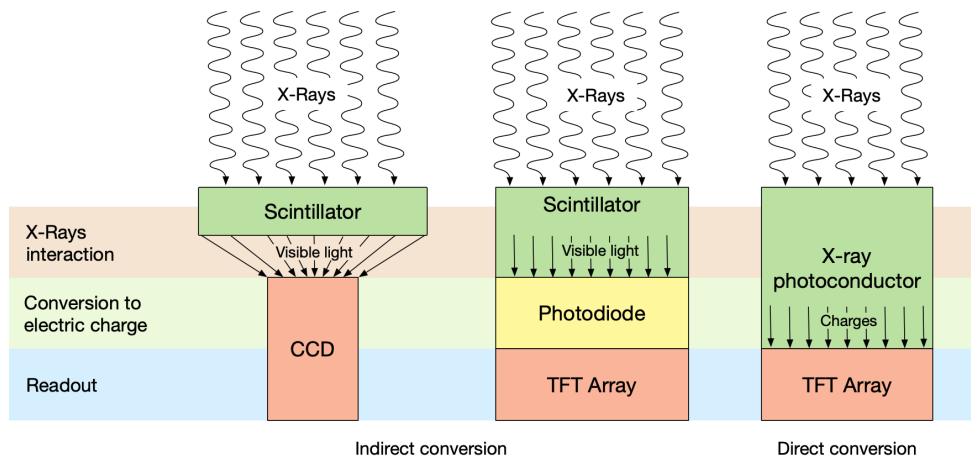 X-Rays
X-Rays
X-Rays
Scintillator
Scintillator
X-Rays
interaction
Visible light
Visible light
X-ray
photoconductor
Conversion to
electric charge
Photodiode
Charges
CCD
Readout
TFT Array
TFT Array
Indirect conversion
Direct conversion